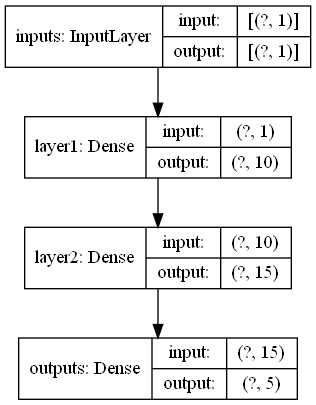 inputs: InputLayer
input: [(?, 1)]
output: [(?, 1)]
layer1: Dense
input: (?, 1)
output: (?, 10)
layer2: Dense
input: (?, 10)
output: (?, 15)
outputs: Dense
input: (?, 15)
output: (?, 5)